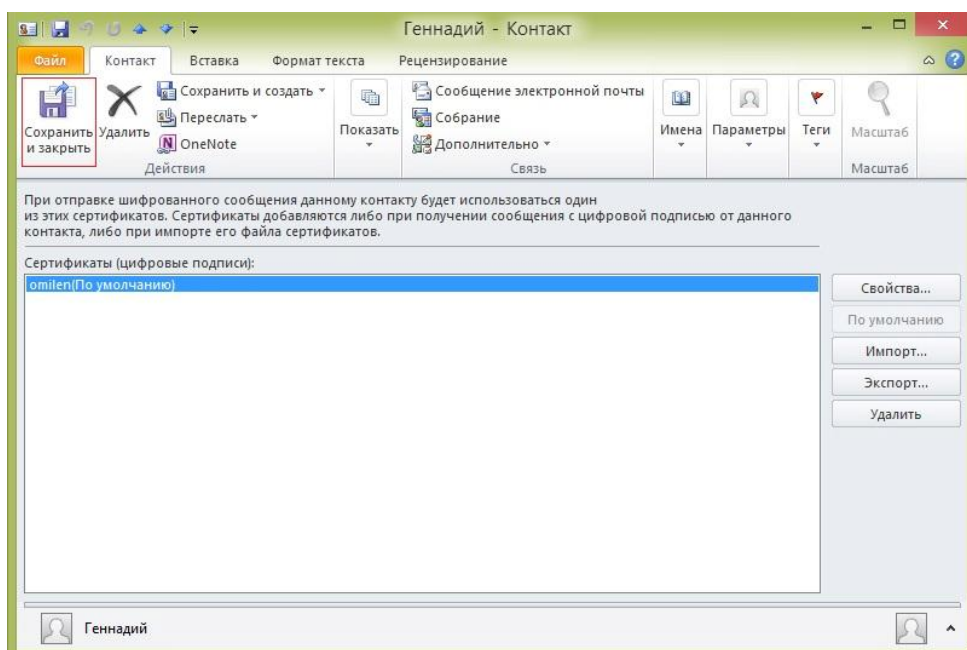 Геннадий - Контакт
Файл Контакт Вставка Формат текста Рецензирование
Сохранить и закрыть
Удалить
Сохранить и создать
Переслать
OneNote
Действия
Показать
Сообщение электронной почты
Собрание
Дополнительно
Связь
Имена
Параметры
Теги
Масштаб
Масштаб
При отправке шифрованного сообщения данному контакту будет использоваться один
из этих сертификатов. Сертификаты добавляются либо при получении сообщения с цифровой подписью от данного
контакта, либо при импорте его файла сертификатов.
Сертификаты (цифровые подписи):
omilen(По умолчанию)
Свойства...
По умолчанию
Импорт...
Экспорт...
Удалить
Геннадий